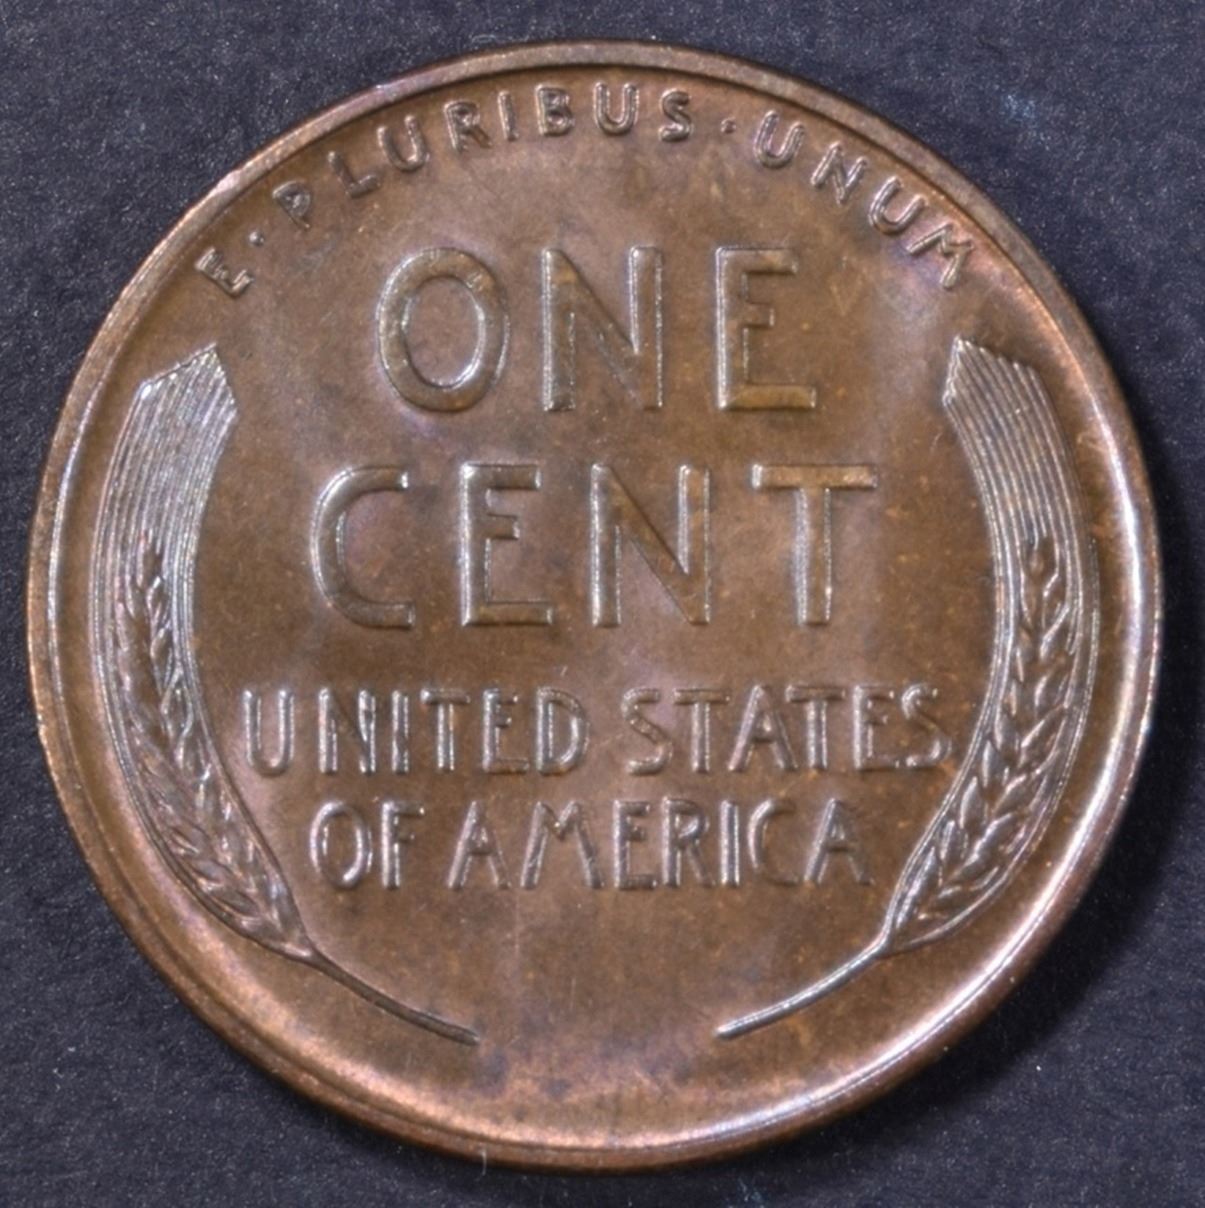 E·PLURIBUS·UNUM
ONE
CENT
UNITED STATES
OF AMERICA